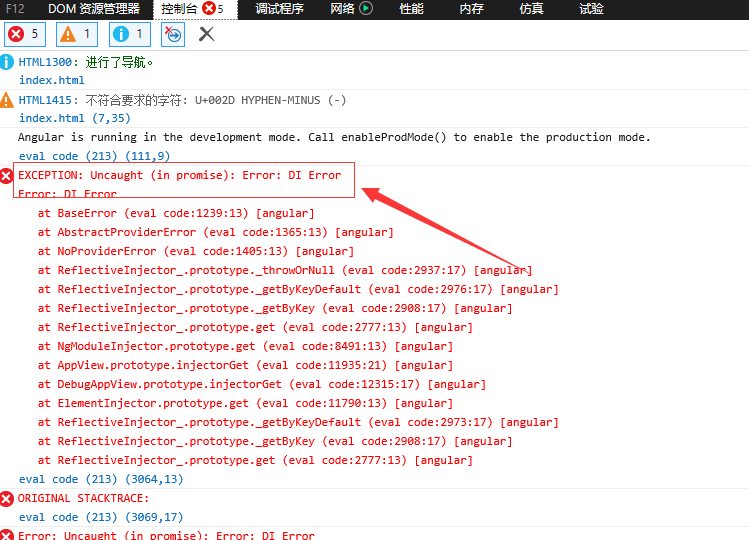 F12 DOM 资源管理器 控制台 5 调试程序 网络 性能 内存 仿真 试验
5 1 1
HTML1300: 进行了导航。
index.html
HTML1415: 不符合要求的字符: U+002D HYPHEN-MINUS (-)
index.html (7,35)
Angular is running in the development mode. Call enableProdMode() to enable the production mode.
eval code (213) (111,9)
EXCEPTION: Uncaught (in promise): Error: DI Error
Error: DI Error
at BaseError (eval code:1239:13) [angular]
at AbstractProviderError (eval code:1365:13) [angular]
at NoProviderError (eval code:1405:13) [angular]
at ReflectiveInjector_.prototype._throwOrNull (eval code:2937:17) [angular]
at ReflectiveInjector_.prototype._getByKeyDefault (eval code:2976:17) [angular]
at ReflectiveInjector_.prototype._getByKey (eval code:2908:17) [angular]
at ReflectiveInjector_.prototype.get (eval code:2777:13) [angular]
at NgModuleInjector.prototype.get (eval code:8491:13) [angular]
at AppView.prototype.injectorGet (eval code:11935:21) [angular]
at DebugAppView.prototype.injectorGet (eval code:12315:17) [angular]
at ElementInjector.prototype.get (eval code:11790:13) [angular]
at ReflectiveInjector_.prototype._getByKeyDefault (eval code:2973:17) [angular]
at ReflectiveInjector_.prototype._getByKey (eval code:2908:17) [angular]
at ReflectiveInjector_.prototype.get (eval code:2777:13) [angular]
eval code (213) (3064,13)
ORIGINAL STACKTRACE:
eval code (213) (3069,17)
Error: Uncaught (in promise): Error: DI Error